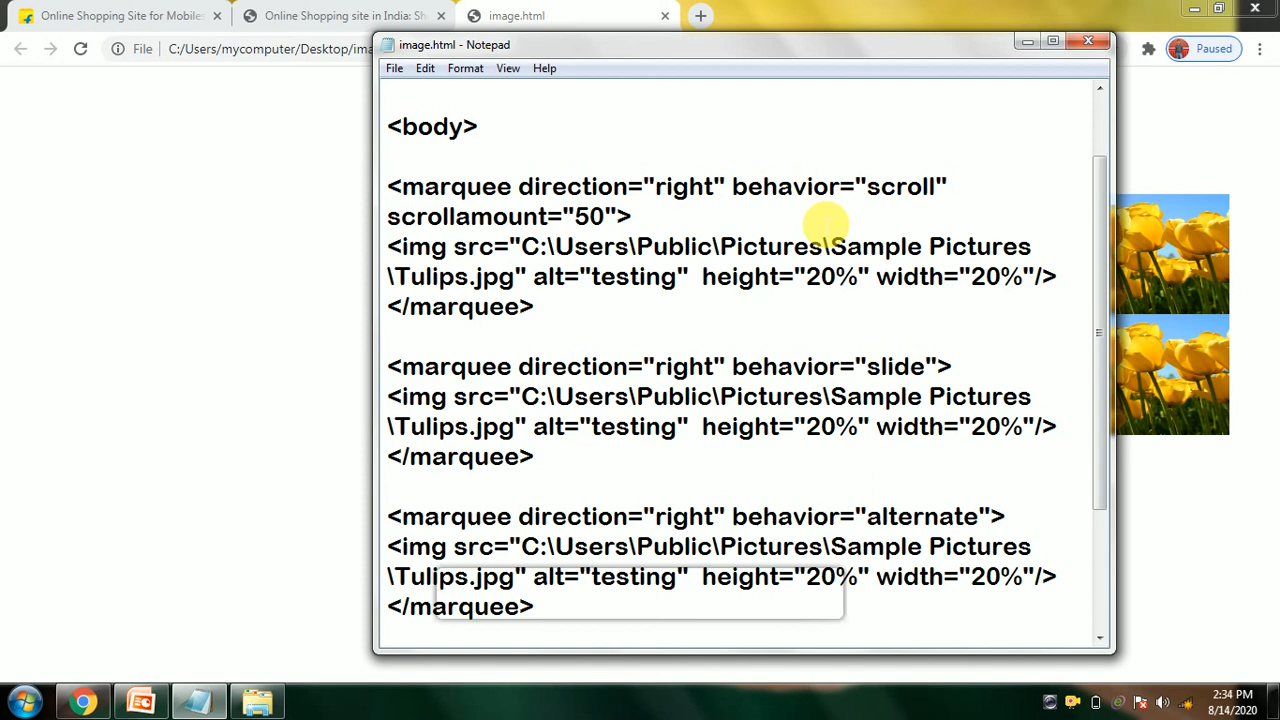 Online Shopping Site for Mobiles
Online Shopping site in India: Sh
image.html
File
C:/Users/mycomputer/Desktop/ima
Paused
image.html - Notepad
File Edit Format View Help
<body>
<marquee direction="right" behavior="scroll"
scrollamount="50">
<img src="C:\Users\Public\Pictures\Sample Pictures
\Tulips.jpg" alt="testing"  height="20%" width="20%"/>
</marquee>
<marquee direction="right" behavior="slide">
<img src="C:\Users\Public\Pictures\Sample Pictures
\Tulips.jpg" alt="testing"  height="20%" width="20%"/>
</marquee>
<marquee direction="right" behavior="alternate">
<img src="C:\Users\Public\Pictures\Sample Pictures
\Tulips.jpg" alt="testing"  height="20%" width="20%"/>
</marquee>
2:34 PM
8/14/2020